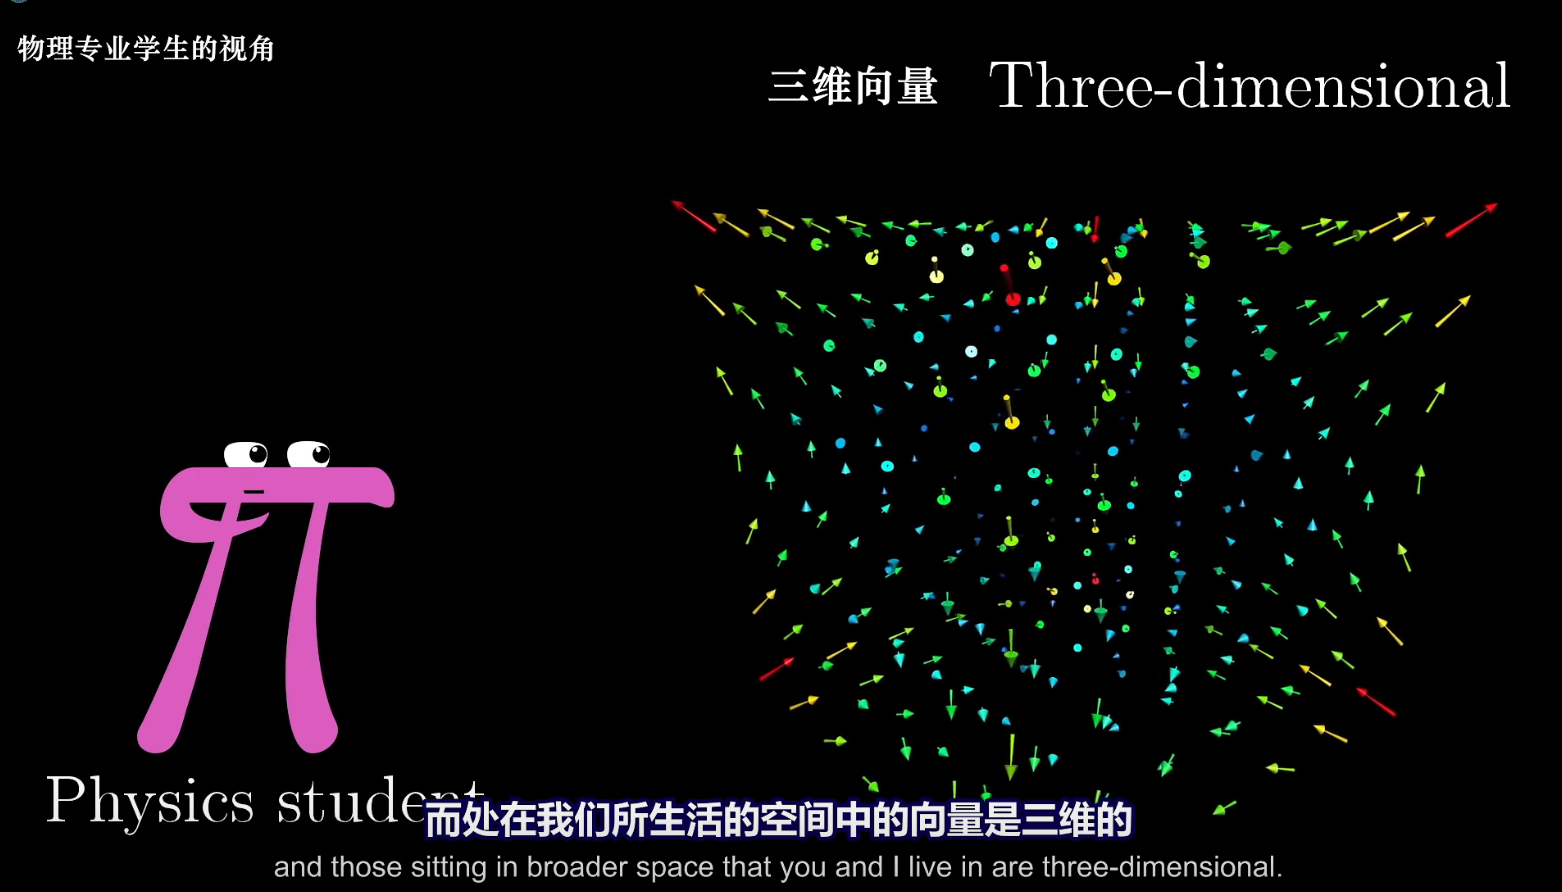 物理专业学生的视角
三维向量 Three-dimensional
Physics student
而处在我们所生活的空间中的向量是三维的
and those sitting in broader space that you and I live in are three-dimensional.